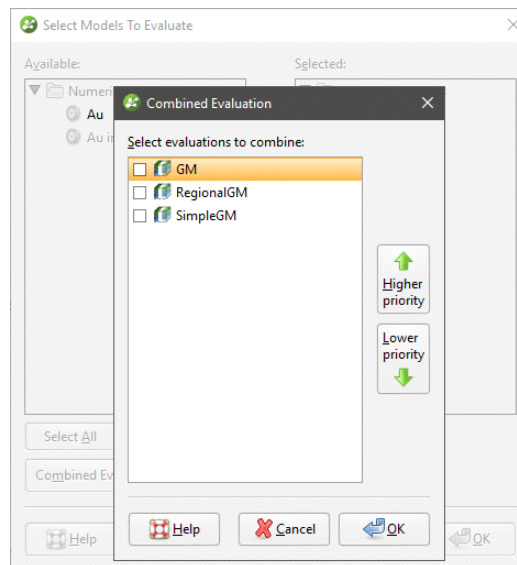 Select Models To Evaluate
Available:
Selected:
Numeri
Au
Au i
Combined Evaluation
Select evaluations to combine:
GM
RegionalGM
SimpleGM
Higher
priority
Lower
priority
Select All
Combined Ev
Help
Cancel
OK
Help
OK